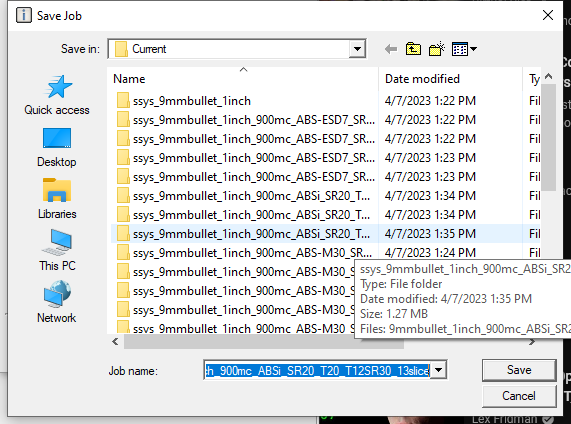 Save Job
Save in: Current
Name Date modified Ty
ssys_9mmbullet_1inch 4/7/2023 1:22 PM Fil
ssys_9mmbullet_1inch_900mc_ABS-ESD7_SR... 4/7/2023 1:22 PM Fil
ssys_9mmbullet_1inch_900mc_ABS-ESD7_SR... 4/7/2023 1:22 PM Fil
ssys_9mmbullet_1inch_900mc_ABS-ESD7_SR... 4/7/2023 1:22 PM Fil
ssys_9mmbullet_1inch_900mc_ABS-ESD7_SR... 4/7/2023 1:22 PM Fil
ssys_9mmbullet_1inch_900mc_ABSi_SR20_T... 4/7/2023 1:34 PM Fil
ssys_9mmbullet_1inch_900mc_ABSi_SR20_T... 4/7/2023 1:34 PM Fil
ssys_9mmbullet_1inch_900mc_ABSi_SR20_T... 4/7/2023 1:35 PM Fil
ssys_9mmbullet_1inch_900mc_ABS-M30_SR... 4/7/2023 1:24 PM Fil
ssys_9mmbullet_1inch_900mc_ABS-M30_S
ssys_9mmbullet_1inch_900mc_ABS-M30_S
ssys_9mmbullet_1inch_900mc_ABS-M30_S
ssys_9mmbullet_1inch_900mc_ABS-M30_S
Quick access
Desktop
Libraries
This PC
Network
ssys_9mmbullet_1inch_900mc_ABSi_SR2
Type: File folder
Date modified: 4/7/2023 1:35 PM
Size: 1.27 MB
Files: 9mmbullet_1inch_900mc_ABSi_SR
Job name: ch_900mc_ABSi_SR20_T20_T12SR30_13slice
Save
Cancel
Lex Fridman